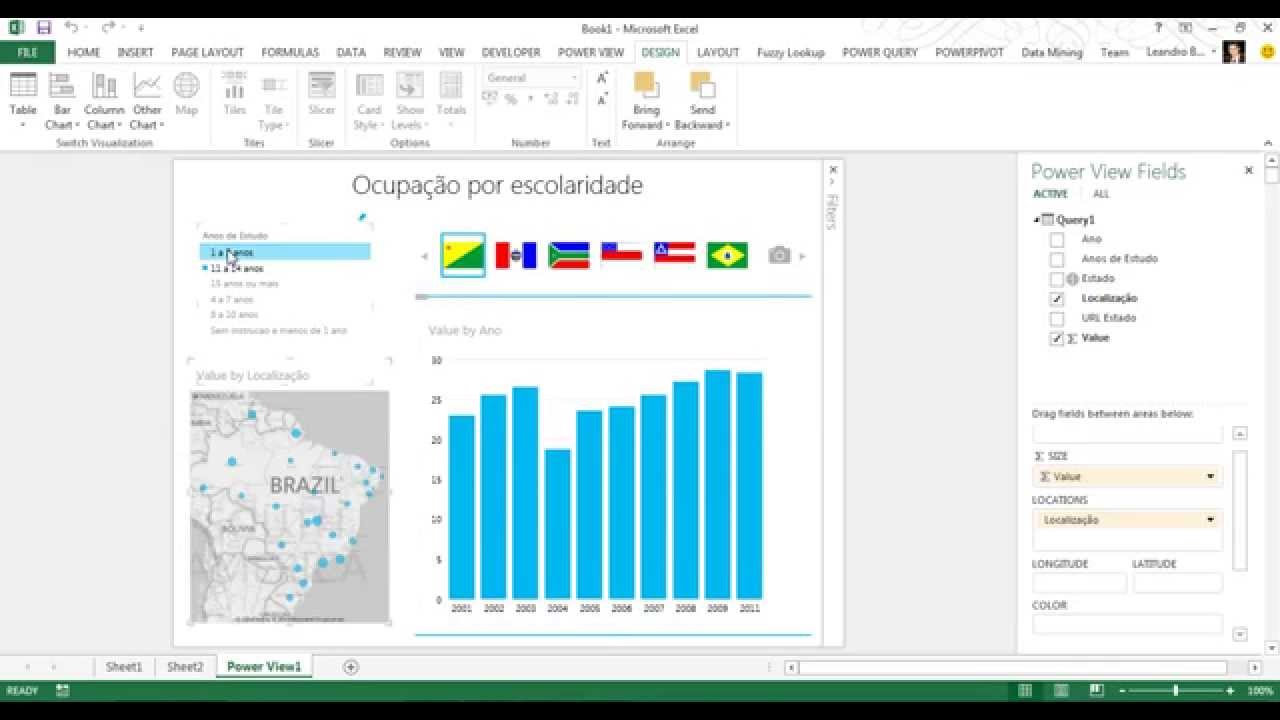 Book1 - Microsoft Excel
?
FILE HOME INSERT PAGE LAYOUT FORMULAS DATA REVIEW VIEW DEVELOPER POWER VIEW DESIGN LAYOUT Fuzzy Lookup POWER QUERY POWERPIVOT Data Mining Team Leandro B...
Table Bar Chart Column Chart Other Chart Map
Switch Visualization
Tiles Tile Type
Tiles
Slicer
Slicer
Card Style Show Levels Totals
Options
General
%
Number
A A
Text
Bring Forward Send Backward
Arrange
Ocupação por escolaridade
Filters
Anos de Estudo
11 a 14 anos
15 anos ou mais
4 a 7 anos
8 a 10 anos
Sem instrucao e menos de 1 ano
Value by Localização
VENEZUELA
BRAZIL
BOLIVIA
Value by Ano
30
25
20
15
10
5
0
2001 2002 2003 2004 2005 2006 2007 2008 2009 2011
Power View Fields
ACTIVE ALL
Query1
Ano
Anos de Estudo
Estado
Localização
URL Estado
Σ Value
Drag fields between areas below:
Σ SIZE
Σ Value
LOCATIONS
Localização
LONGITUDE LATITUDE
COLOR
Sheet1 Sheet2 Power View1
READY
100%